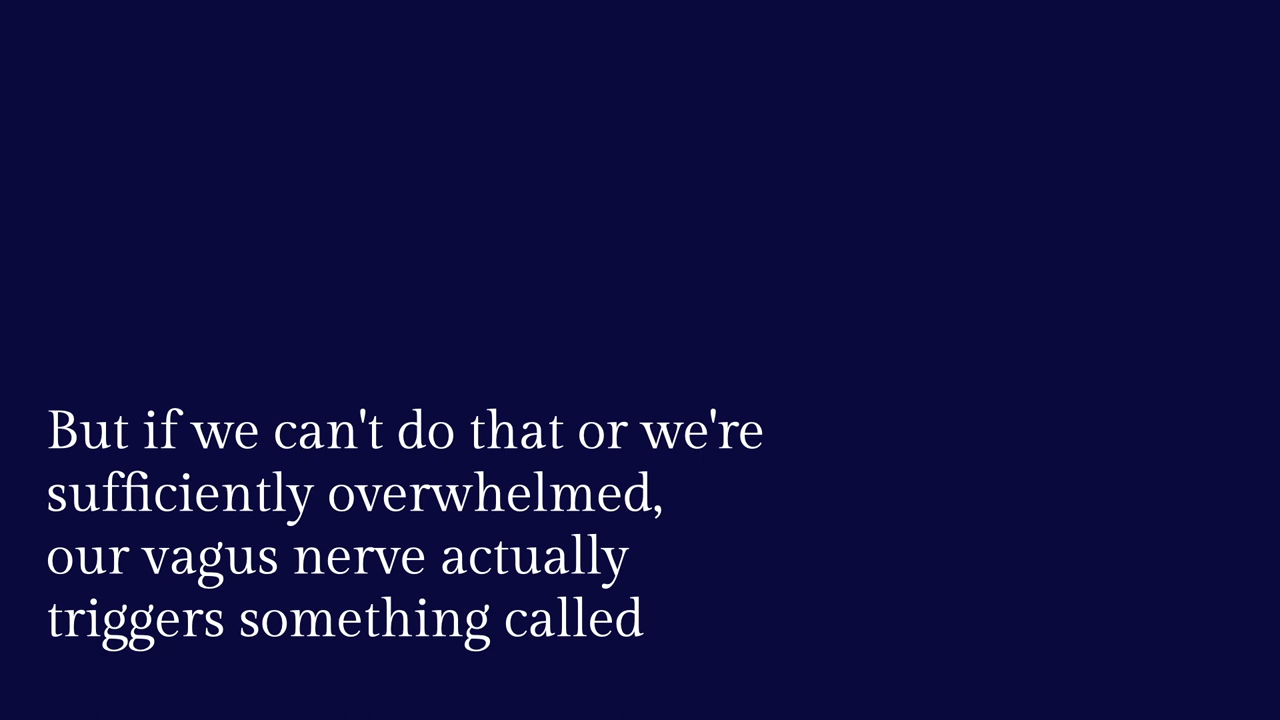 But if we can't do that or we're
sufficiently overwhelmed,
our vagus nerve actually
triggers something called